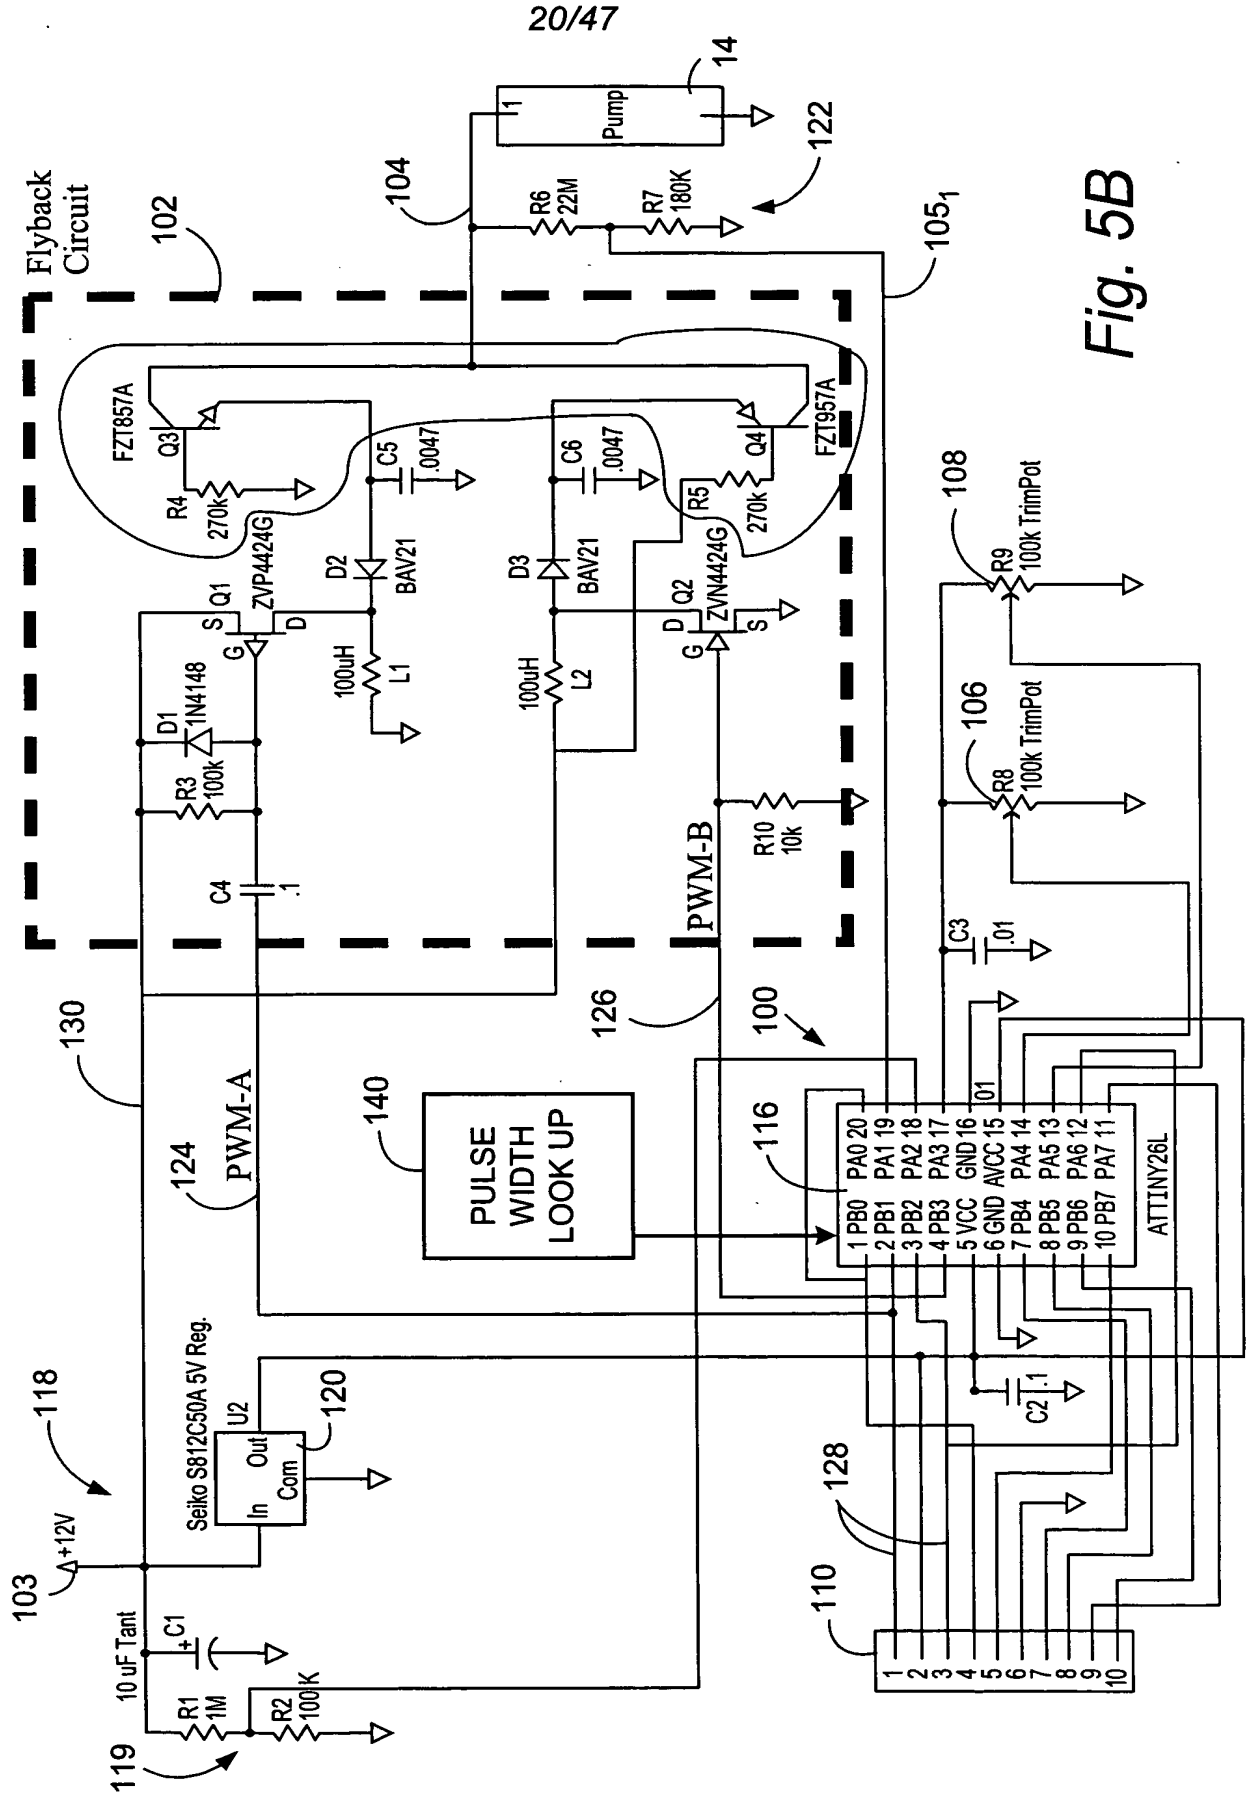 20/47
Flyback
Circuit
102
104
14
1
Pump
R6
22M
R7
180K
122
105₁
Fig. 5B
FZT857A
Q3
R4
270k
C5
.0047
D2
BAV21
Q1
ZVP4424G
S
G
D
100uH
L1
D1
1N4148
R3
100k
C4
.1
FZT957A
Q4
R5
270k
C6
.0047
D3
BAV21
Q2
ZVN4424G
D
G
S
100uH
L2
PWM-B
R10
10k
108
R9
100k TrimPot
106
R8
100k TrimPot
C3
.01
130
124
PWM-A
126
100
140
PULSE
WIDTH
LOOK UP
116
1 PB0 PA0 20
2 PB1 PA1 19
3 PB2 PA2 18
4 PB3 PA3 17
5 VCC GND 16
6 GND AVCC 15
7 PB4 PA4 14
8 PB5 PA5 13
9 PB6 PA6 12
10 PB7 PA7 11
01
ATTINY26L
118
103
+12V
Seiko S812C50A 5V Reg.
U2
In
Out
Com
120
10 uF Tant
+
C1
R1
1M
R2
100K
119
C2
.1
128
110
1
2
3
4
5
6
7
8
9
10